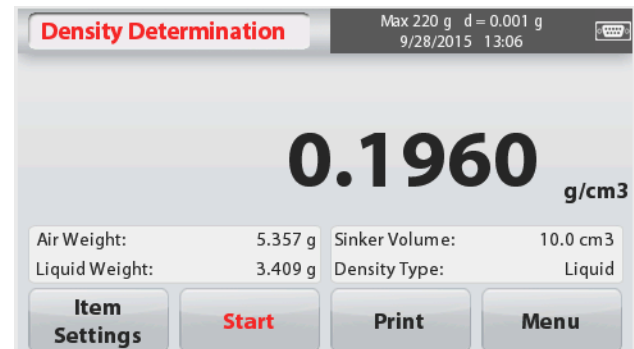 Density Determination
Max 220 g d = 0.001 g
9/28/2015 13:06
0.1960
g/cm3
Air Weight: 5.357 g Sinker Volume: 10.0 cm3
Liquid Weight: 3.409 g Density Type: Liquid
Item
Settings
Start
Print
Menu